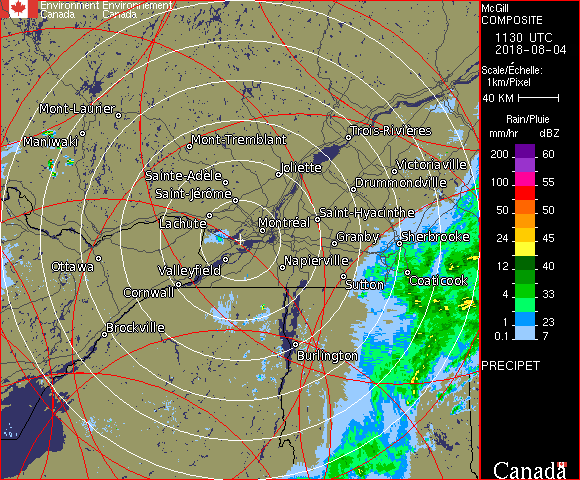 Environment Environnement
Canada Canada
McGill
COMPOSITE
1130 UTC
2018-08-04
Scale/Échelle:
1km/Pixel
40 KM
Rain/Pluie
mm/hr dBZ
200 60
100 55
50 50
24 45
12 40
4 33
1 23
0.1 7
PRECIPET
Canada
Mont-Laurier
Maniwaki
Mont-Tremblant
Trois-Rivières
Sainte-Adèle
Joliette
Victoriaville
Saint-Jérôme
Drummondville
Lachute
Montréal
Saint-Hyacinthe
Granby
Sherbrooke
Ottawa
Valleyfield
Napierville
Cornwall
Sutton
Coaticook
Brockville
Burlington